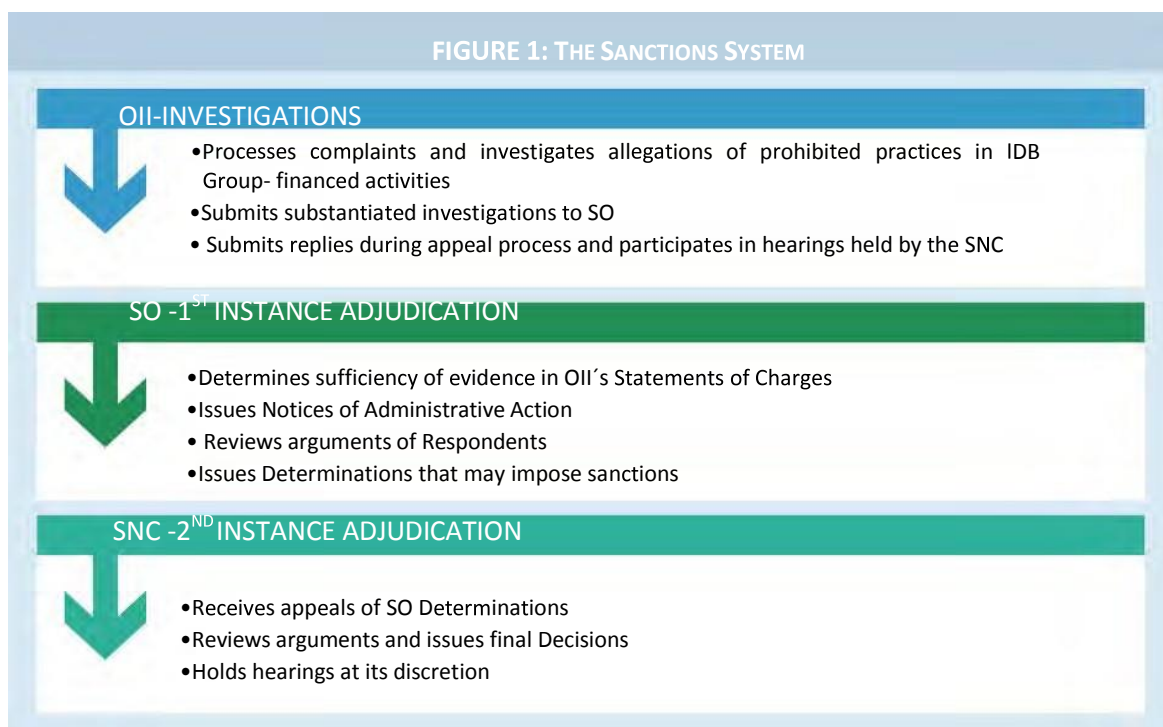 FIGURE 1: THE SANCTIONS SYSTEM
OII-INVESTIGATIONS
•Processes complaints and investigates allegations of prohibited practices in IDB
Group- financed activities
•Submits substantiated investigations to SO
• Submits replies during appeal process and participates in hearings held by the SNC
SO -1ST INSTANCE ADJUDICATION
•Determines sufficiency of evidence in OII´s Statements of Charges
•Issues Notices of Administrative Action
• Reviews arguments of Respondents
•Issues Determinations that may impose sanctions
SNC -2ND INSTANCE ADJUDICATION
•Receives appeals of SO Determinations
•Reviews arguments and issues final Decisions
•Holds hearings at its discretion